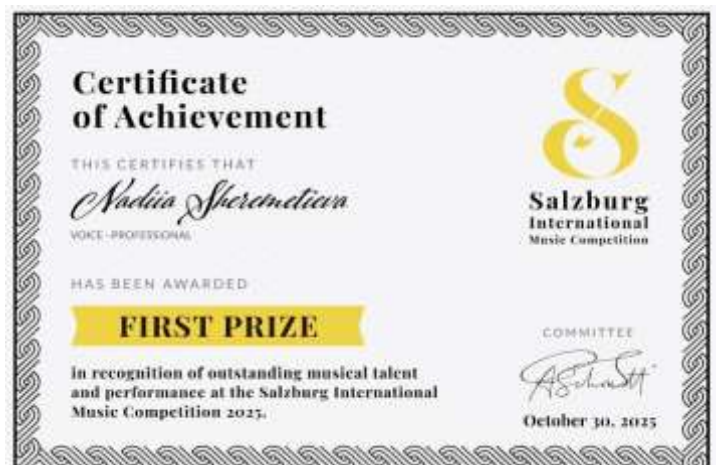 Certificate
of Achievement
THIS CERTIFIES THAT
Nadiia Sheremetieva
VOICE - PROFESSIONAL
HAS BEEN AWARDED
FIRST PRIZE
in recognition of outstanding musical talent
and performance at the Salzburg International
Music Competition 2025.
Salzburg
International
Music Competition
COMMITTEE
October 30, 2025